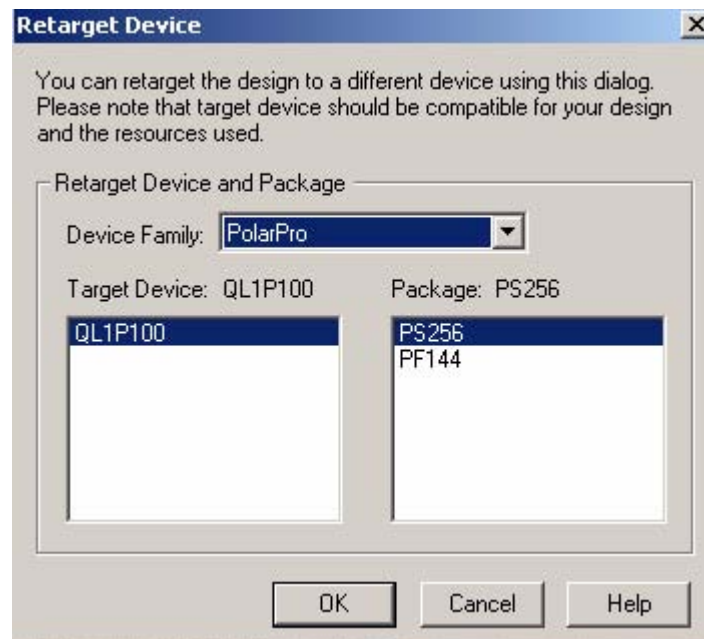 Retarget Device
You can retarget the design to a different device using this dialog.
Please note that target device should be compatible for your design
and the resources used.
Retarget Device and Package
Device Family: PolarPro
Target Device: QL1P100 Package: PS256
QL1P100 PS256
PF144
OK Cancel Help